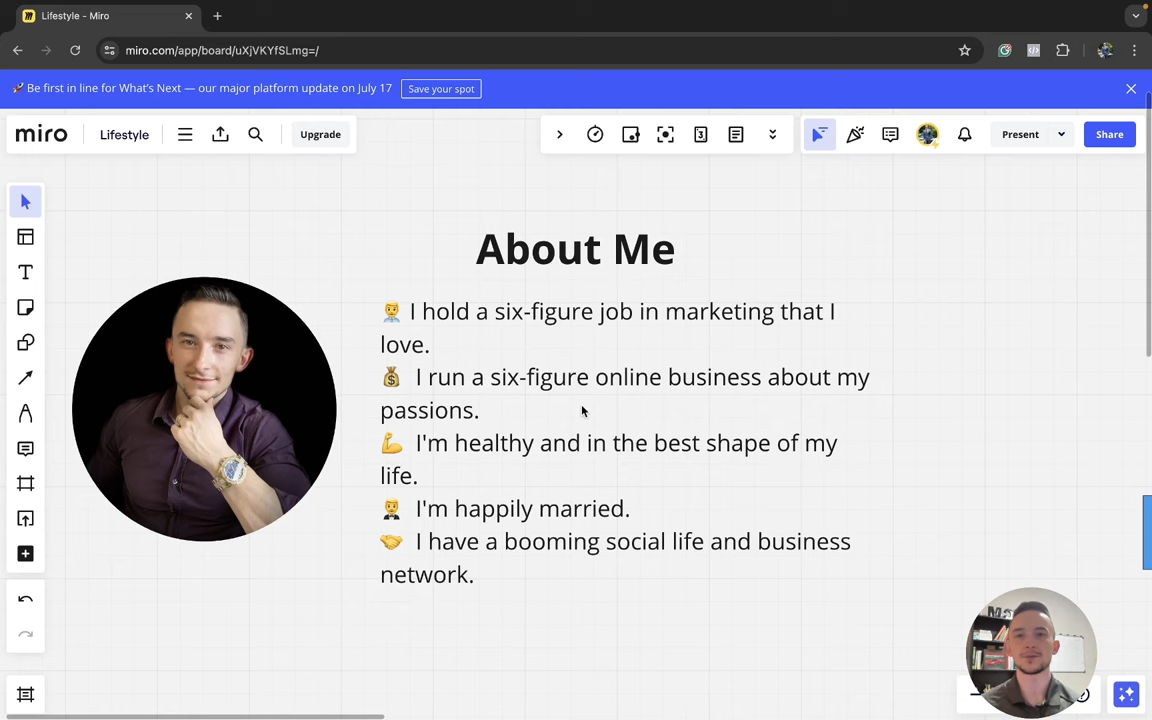 Lifestyle - Miro
miro.com/app/board/uXjVKYfSLmg=/
🚀 Be first in line for What's Next — our major platform update on July 17
Save your spot
miro
Lifestyle
Upgrade
3
Present
Share
About Me
👨‍💼 I hold a six-figure job in marketing that I
love.
💰 I run a six-figure online business about my
passions.
💪 I'm healthy and in the best shape of my
life.
🤵‍♂️ I'm happily married.
🤝 I have a booming social life and business
network.